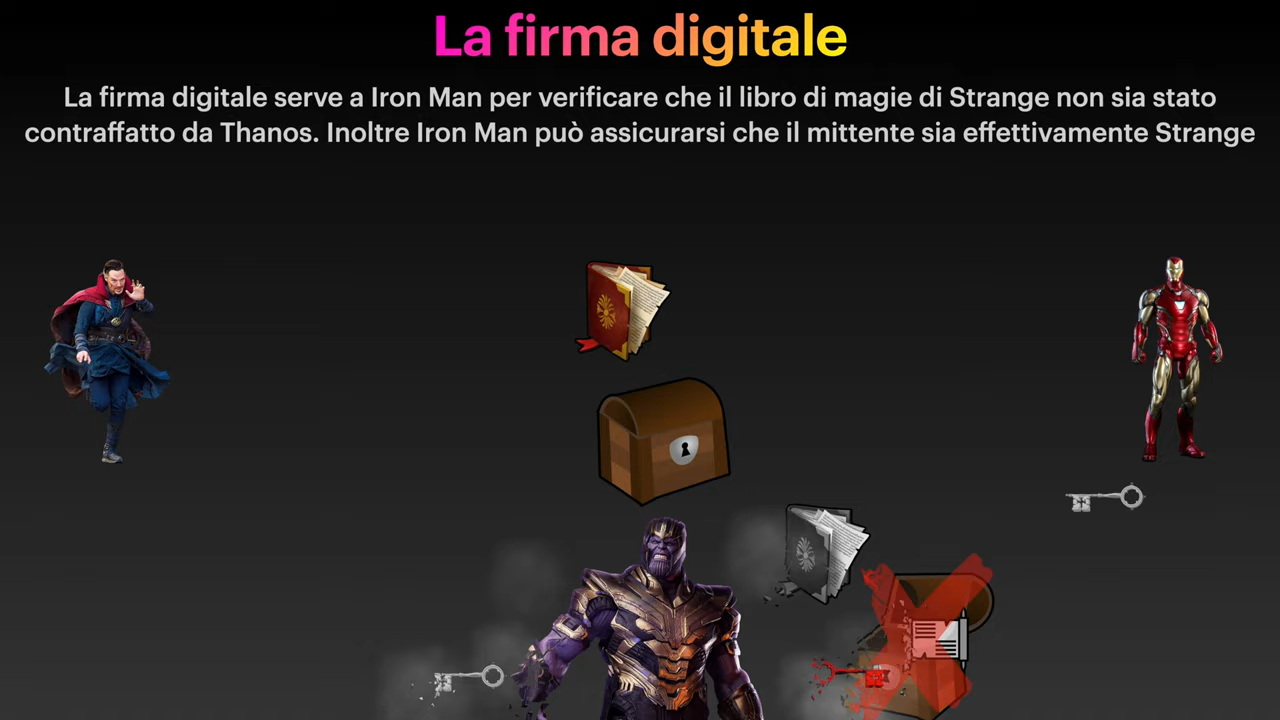 La firma digitale
La firma digitale serve a Iron Man per verificare che il libro di magie di Strange non sia stato
contraffatto da Thanos. Inoltre Iron Man può assicurarsi che il mittente sia effettivamente Strange